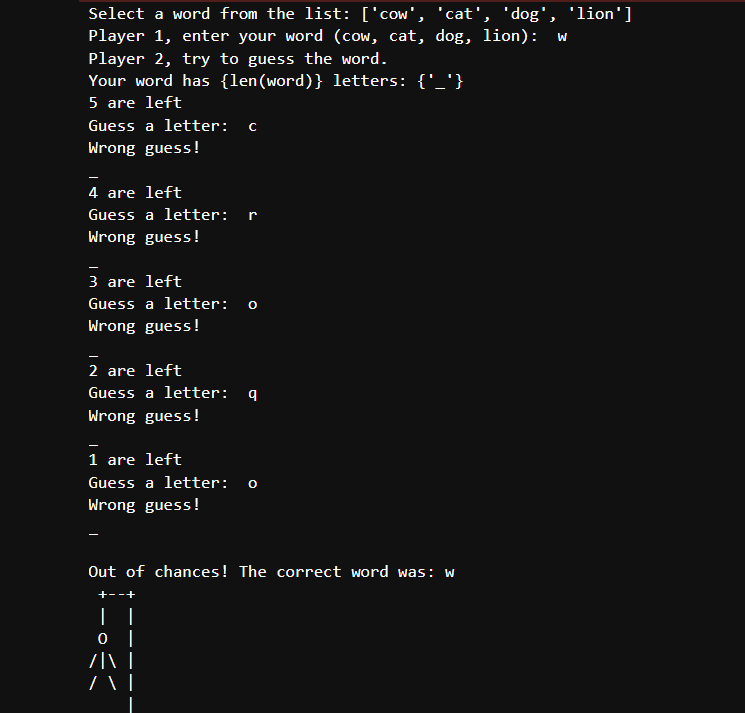 Select a word from the list: ['cow', 'cat', 'dog', 'lion']
Player 1, enter your word (cow, cat, dog, lion):  w
Player 2, try to guess the word.
Your word has {len(word)} letters: {'_'}
5 are left
Guess a letter:  c
Wrong guess!
_
4 are left
Guess a letter:  r
Wrong guess!
_
3 are left
Guess a letter:  o
Wrong guess!
_
2 are left
Guess a letter:  q
Wrong guess!
_
1 are left
Guess a letter:  o
Wrong guess!
_

Out of chances! The correct word was: w
 +--+
 |  |
 O  |
/|\ |
/ \ |
    |